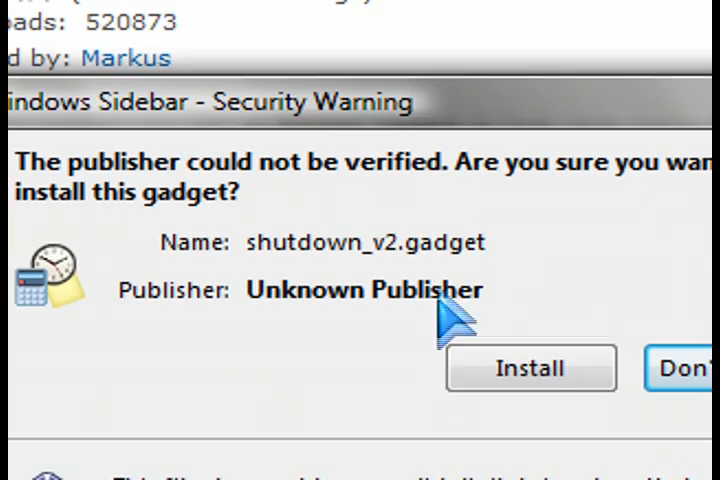 oads: 520873
d by: Markus
indows Sidebar - Security Warning
The publisher could not be verified. Are you sure you wan
install this gadget?
Name: shutdown_v2.gadget
Publisher: Unknown Publisher
Install
Don'